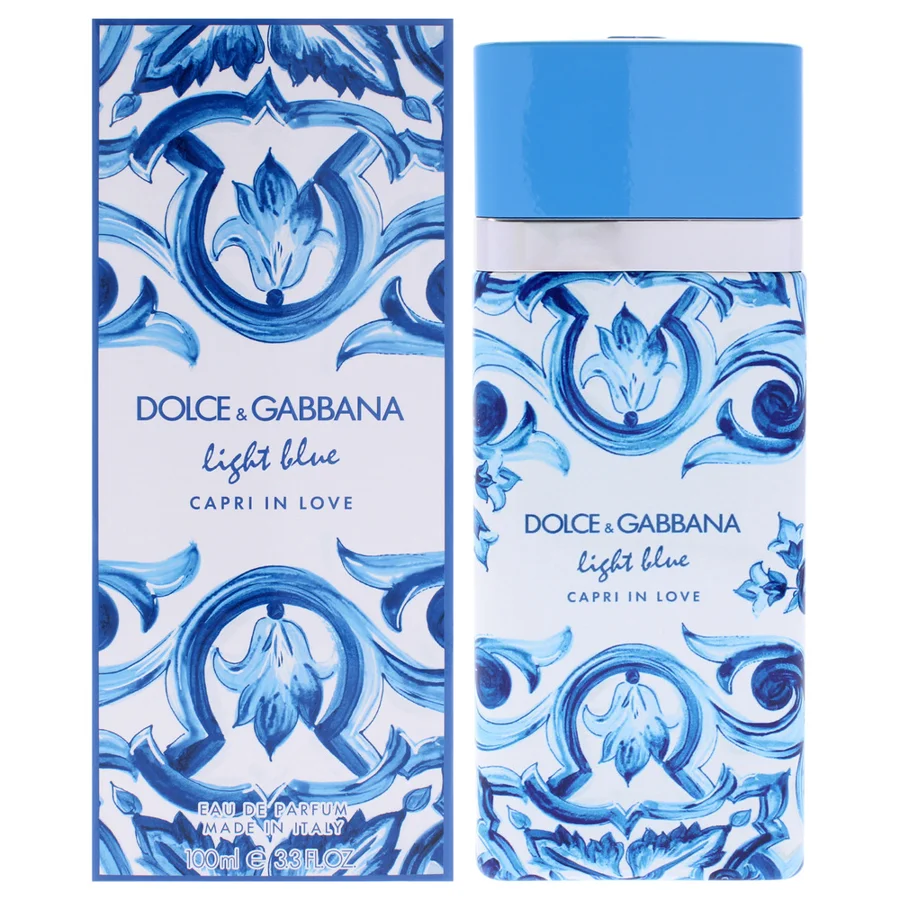 DOLCE & GABBANA
light blue
CAPRI IN LOVE
EAU DE PARFUM
MADE IN ITALY
100ml e 3.3 FL.OZ.
DOLCE & GABBANA
light blue
CAPRI IN LOVE